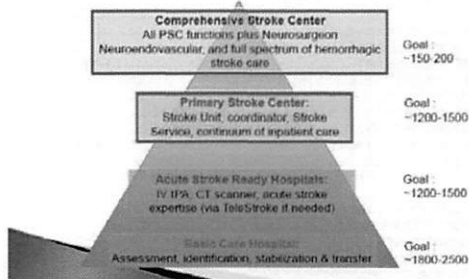 Comprehensive Stroke Center
All PSC functions plus Neurosurgeon
Neuroendovascular, and full spectrum of hemorrhagic
stroke care
Goal :
~150-200
Primary Stroke Center:
Stroke Unit, coordinator, Stroke
Service, continuum of inpatient care
Goal :
~1200-1500
Acute Stroke Ready Hospitals:
IV tPA, CT scanner, acute stroke
expertise (via TeleStroke if needed)
Goal :
~1200-1500
Basic Care Hospital:
Assessment, identification, stabilization & transfer
Goal :
~1800-2500